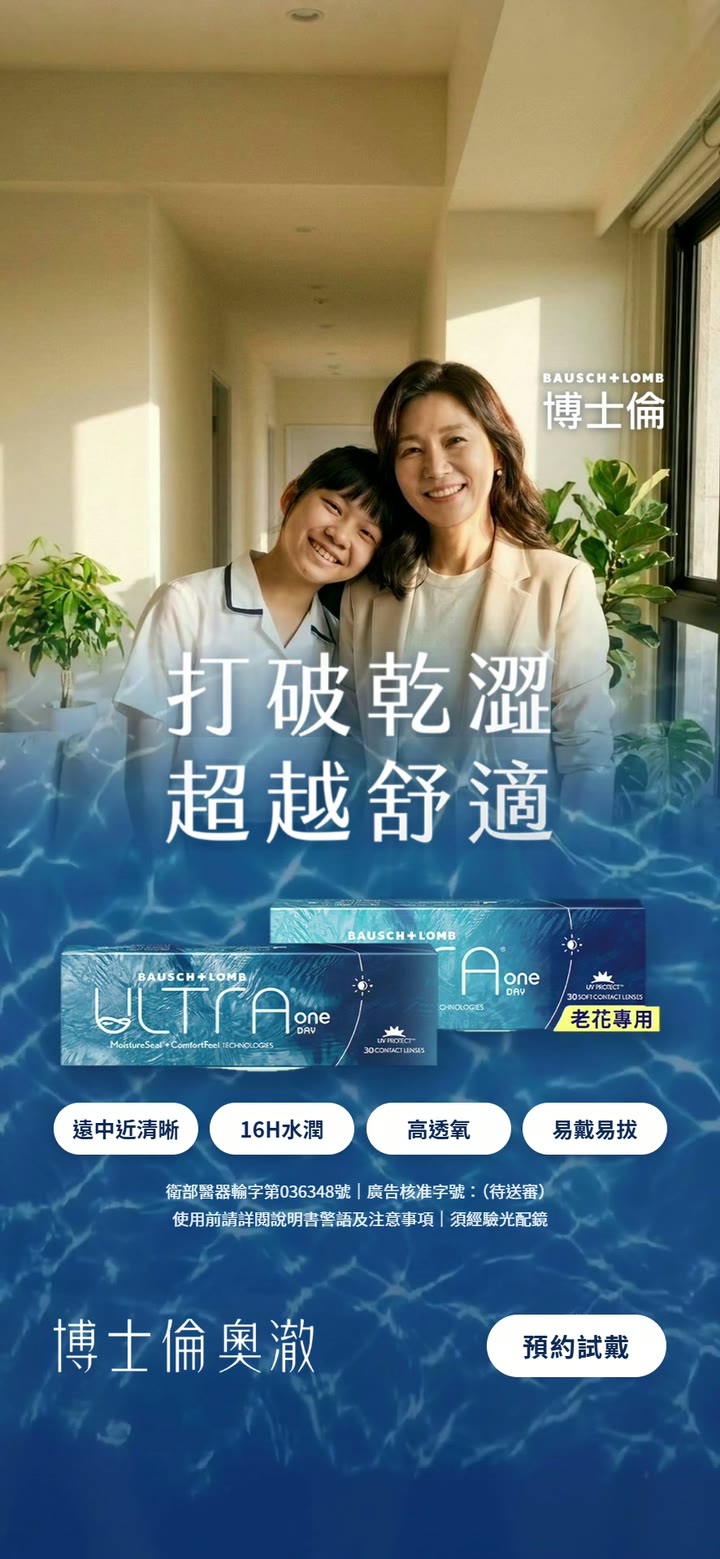 BAUSCH+LOMB
博士倫
打破乾澀
超越舒適
BAUSCH+LOMB
A one
DAY
CHNOLOGIES
UV PROTECT™
30 SOFT CONTACT LENSES
老花專用
BAUSCH+LOMB
ULTRA® one
DAY
MoistureSeal® + ComfortFeel TECHNOLOGIES
UV PROTECT™
30 CONTACT LENSES
遠中近清晰
16H水潤
高透氧
易戴易拔
衛部醫器輸字第036348號｜廣告核准字號：（待送審）
使用前請詳閱說明書警語及注意事項｜須經驗光配鏡
博士倫奧澈
預約試戴